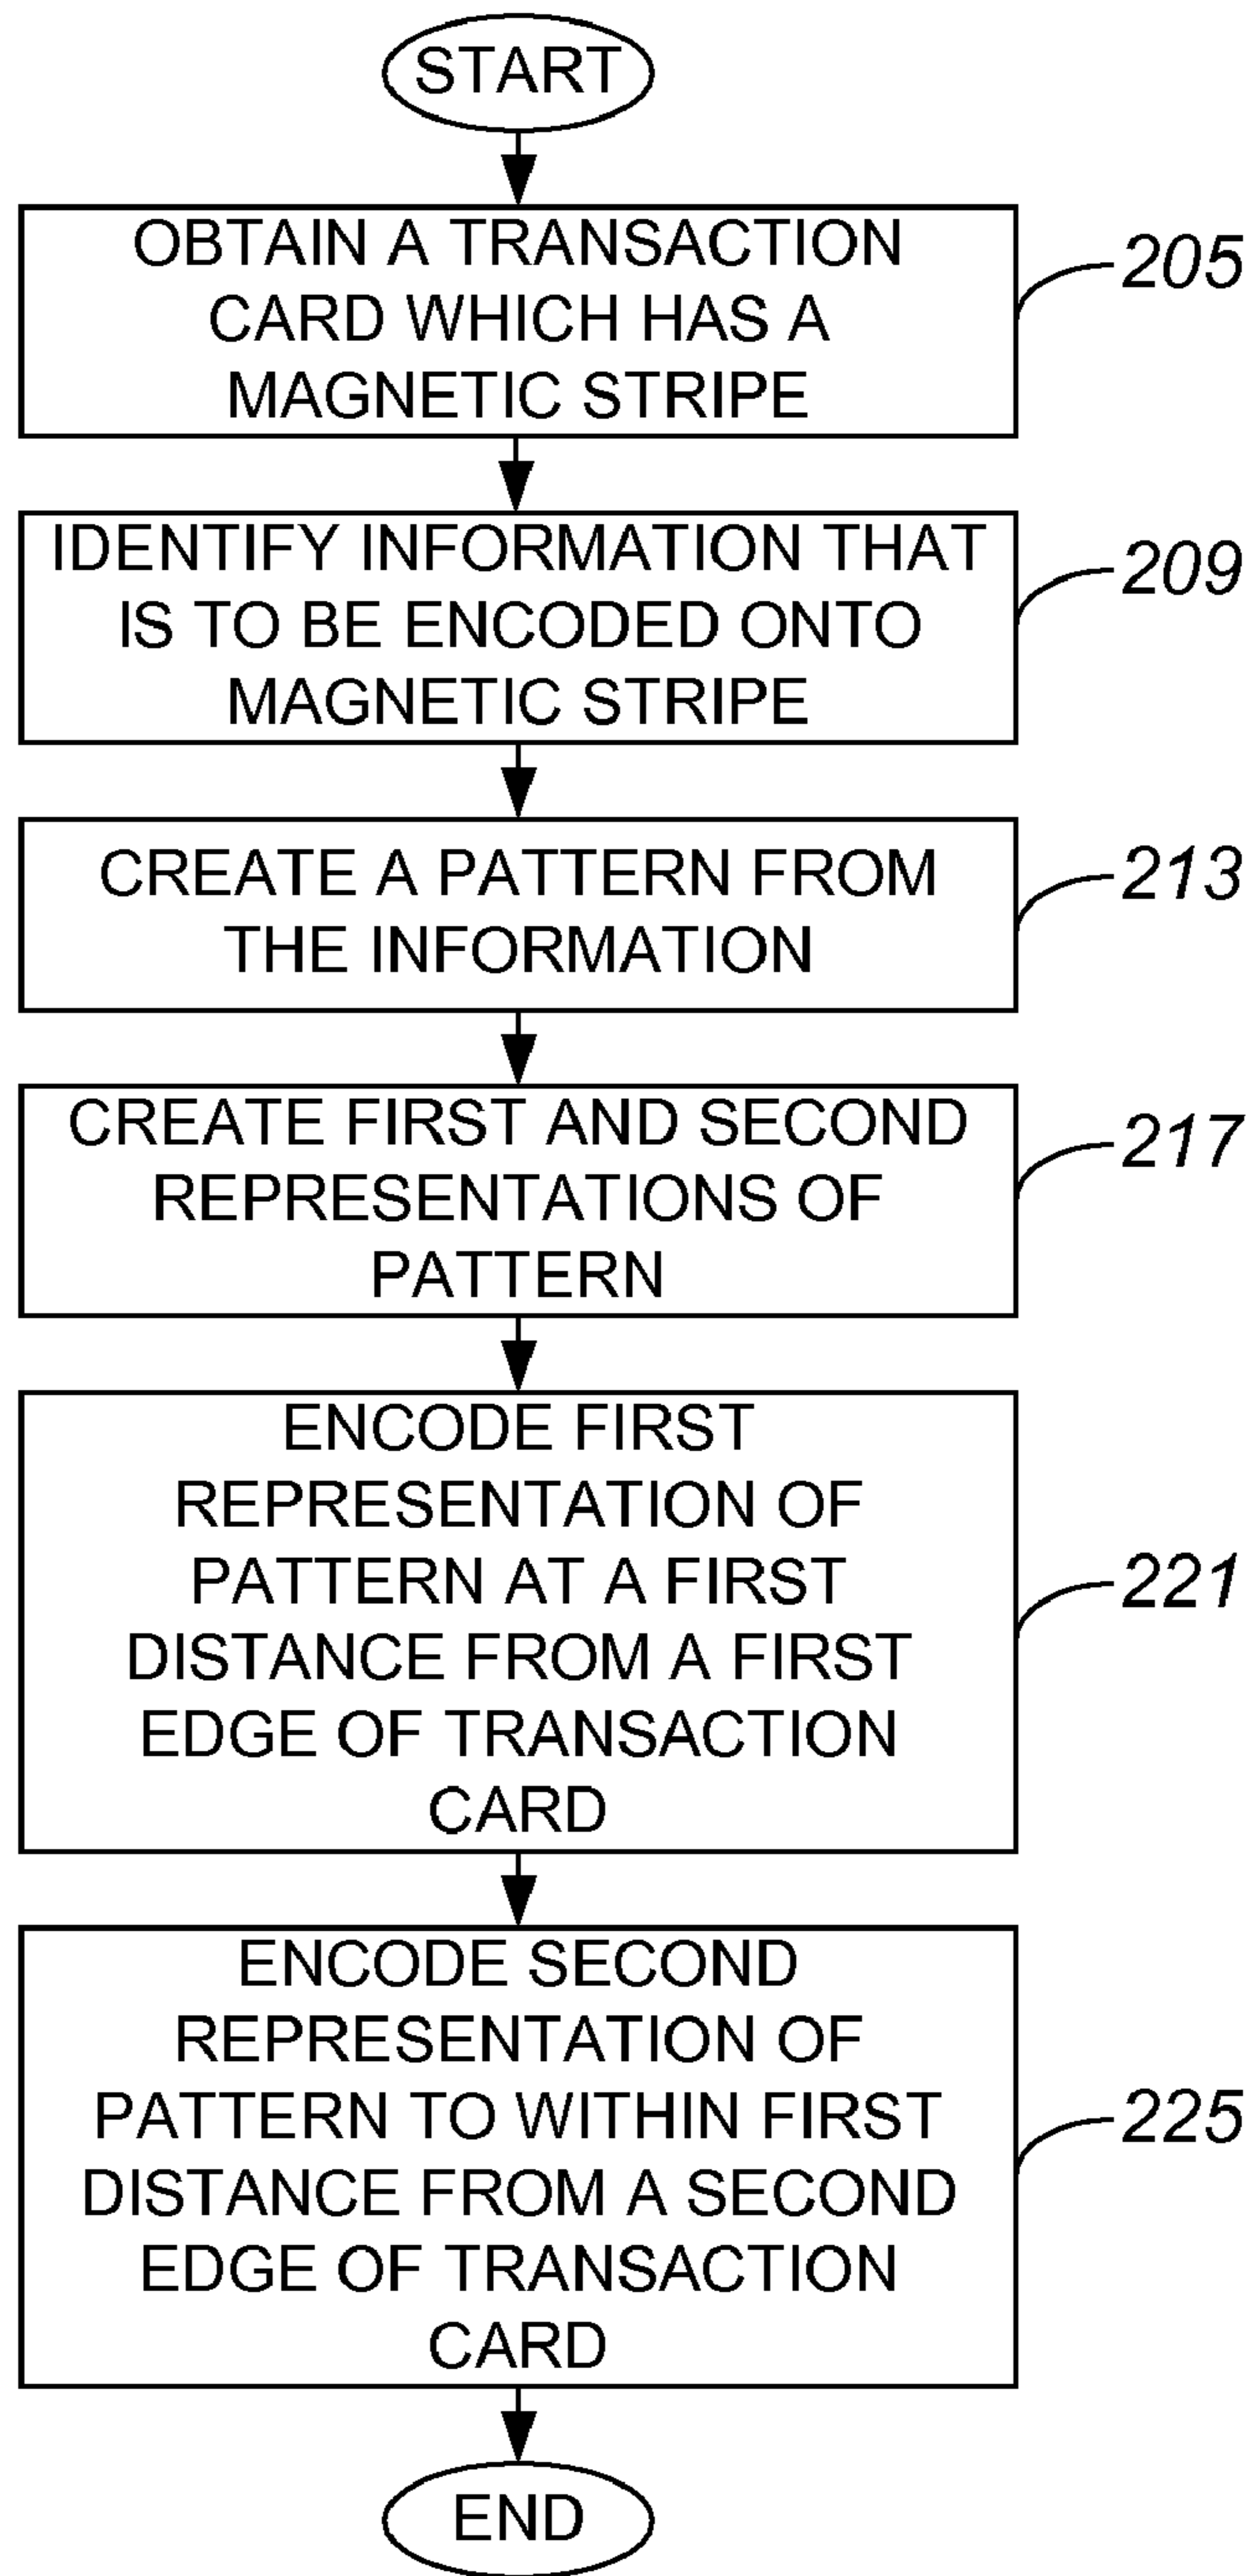 START
OBTAIN A TRANSACTION
CARD WHICH HAS A
MAGNETIC STRIPE
205
IDENTIFY INFORMATION THAT
IS TO BE ENCODED ONTO
MAGNETIC STRIPE
209
CREATE A PATTERN FROM
THE INFORMATION
213
CREATE FIRST AND SECOND
REPRESENTATIONS OF
PATTERN
217
ENCODE FIRST
REPRESENTATION OF
PATTERN AT A FIRST
DISTANCE FROM A FIRST
EDGE OF TRANSACTION
CARD
221
ENCODE SECOND
REPRESENTATION OF
PATTERN TO WITHIN FIRST
DISTANCE FROM A SECOND
EDGE OF TRANSACTION
CARD
225
END